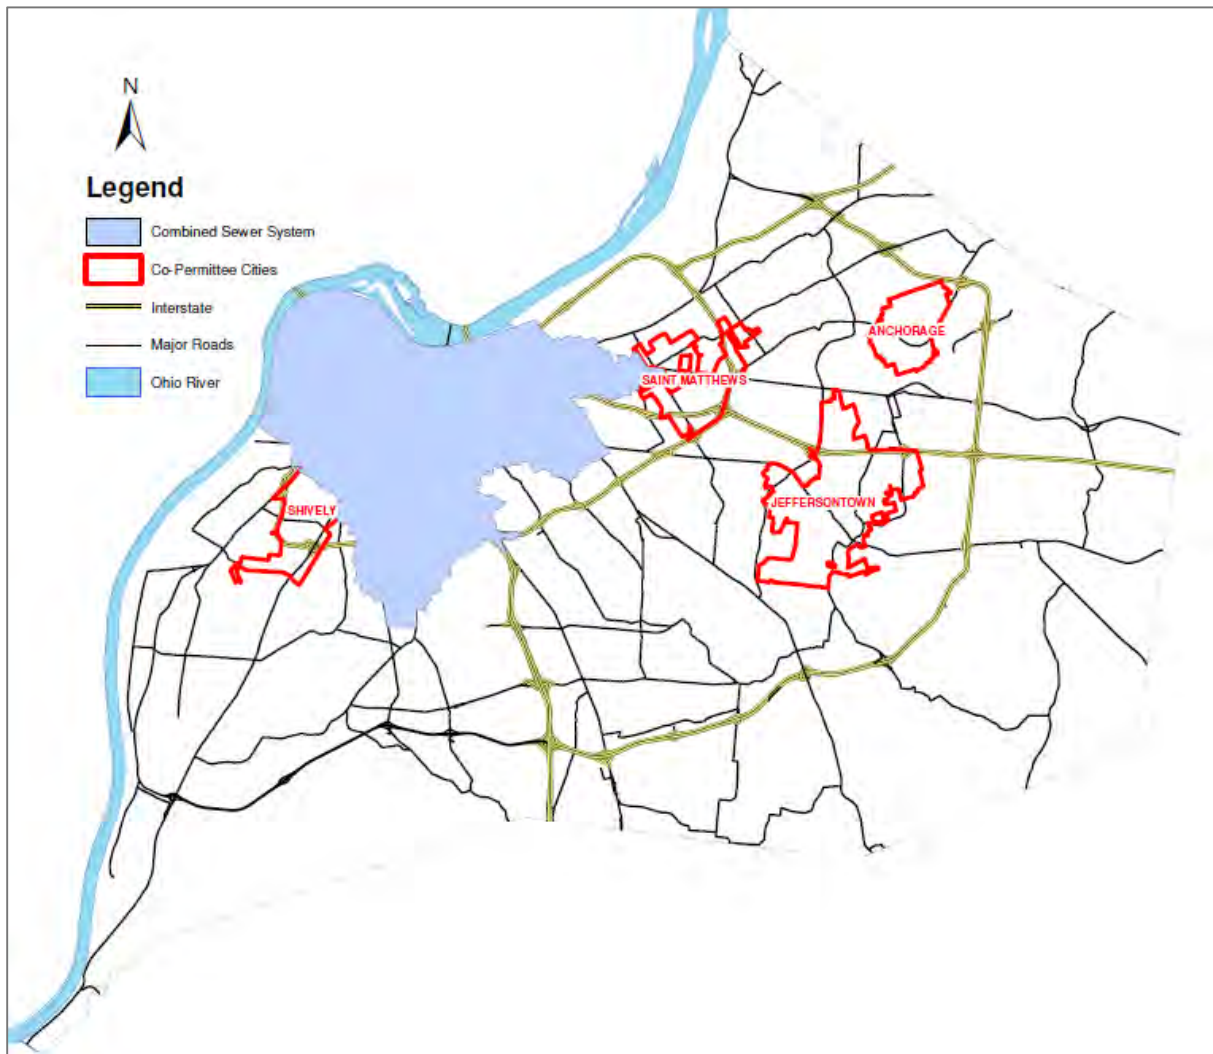 N
Legend
Combined Sewer System
Co-Permittee Cities
Interstate
Major Roads
Ohio River
ANCHORAGE
SAINT MATTHEWS
JEFFERSONTOWN
SHIVELY